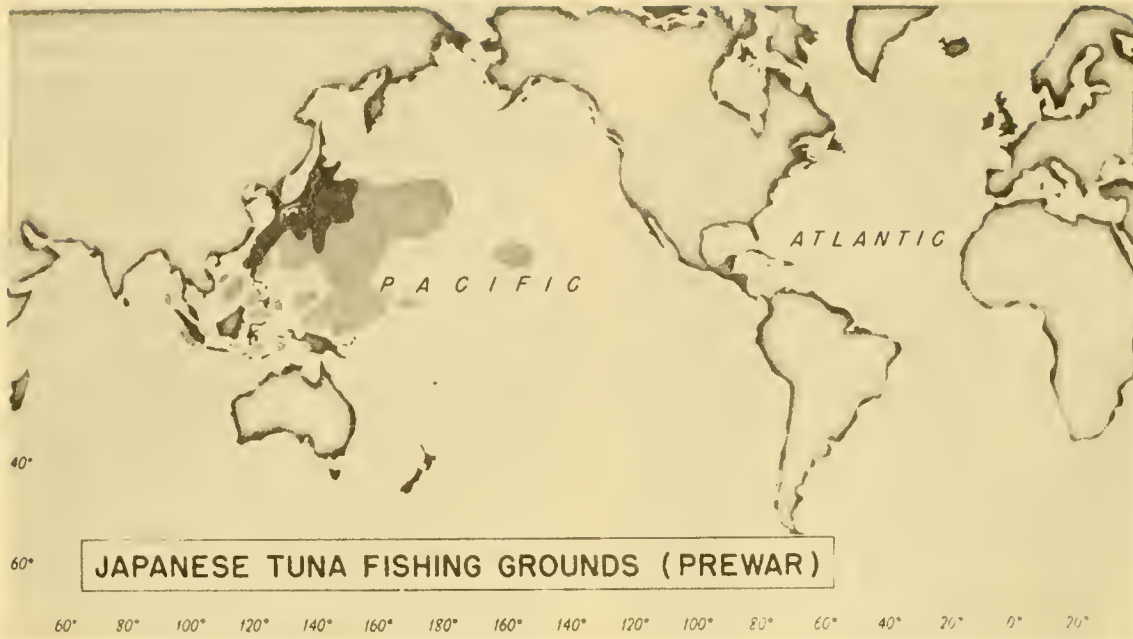 ATLANTIC
PACIFIC
40°
60°
JAPANESE TUNA FISHING GROUNDS (PREWAR)
60° 80° 100° 120° 140° 160° 180° 160° 140° 120° 100° 80° 60° 40° 20° 0° 20°